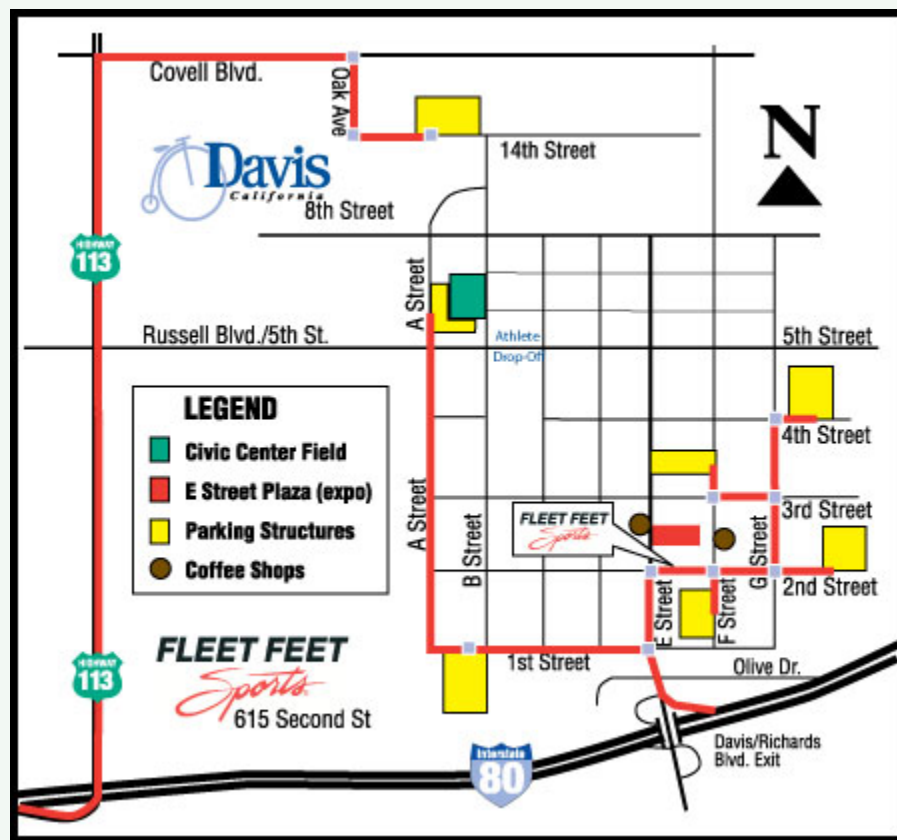 Covell Blvd.
Oak Ave
N
14th Street
Davis
California
8th Street
HIGHWAY
113
A Street
Russell Blvd./5th St.
Athlete
Drop-Off
5th Street
LEGEND
Civic Center Field
E Street Plaza (expo)
Parking Structures
Coffee Shops
4th Street
A Street
B Street
FLEET FEET
Sports
3rd Street
G Street
2nd Street
E Street
F Street
HIGHWAY
113
FLEET FEET
Sports
615 Second St
1st Street
Olive Dr.
Interstate
80
Davis/Richards
Blvd. Exit